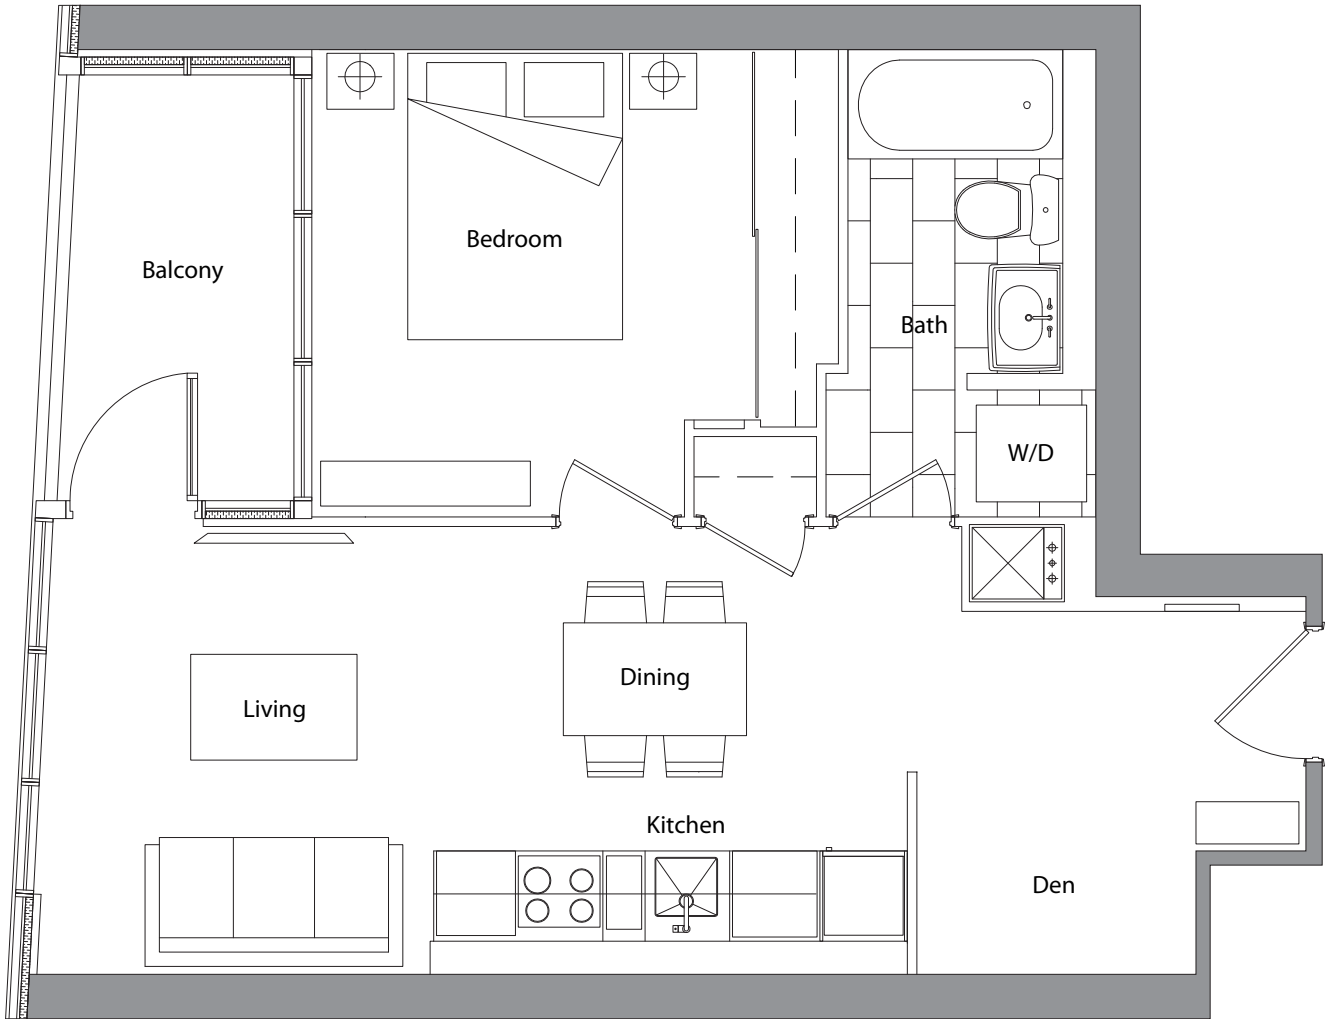 Bedroom
Balcony
Bath
W/D
Dining
Living
Kitchen
Den